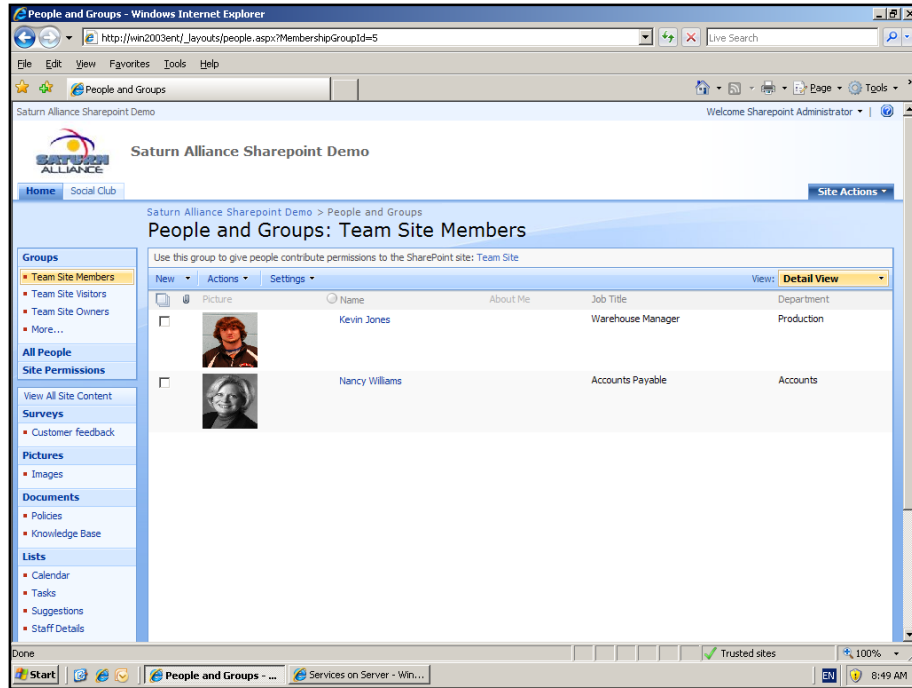 People and Groups - Windows Internet Explorer
http://win2003ent/_layouts/people.aspx?MembershipGroupId=5
Live Search
File Edit View Favorites Tools Help
People and Groups
Page Tools
Saturn Alliance Sharepoint Demo
Welcome Sharepoint Administrator
SATURN
ALLIANCE
Saturn Alliance Sharepoint Demo
Home Social Club
Site Actions
Saturn Alliance Sharepoint Demo > People and Groups
People and Groups: Team Site Members
Groups
Team Site Members
Team Site Visitors
Team Site Owners
More...
All People
Site Permissions
View All Site Content
Surveys
Customer feedback
Pictures
Images
Documents
Policies
Knowledge Base
Lists
Calendar
Tasks
Suggestions
Staff Details
Use this group to give people contribute permissions to the SharePoint site: Team Site
New Actions Settings
View: Detail View
Picture Name About Me Job Title Department
Kevin Jones Warehouse Manager Production
Nancy Williams Accounts Payable Accounts
Done
Trusted sites
100%
Start
People and Groups - ...
Services on Server - Win...
EN
8:49 AM